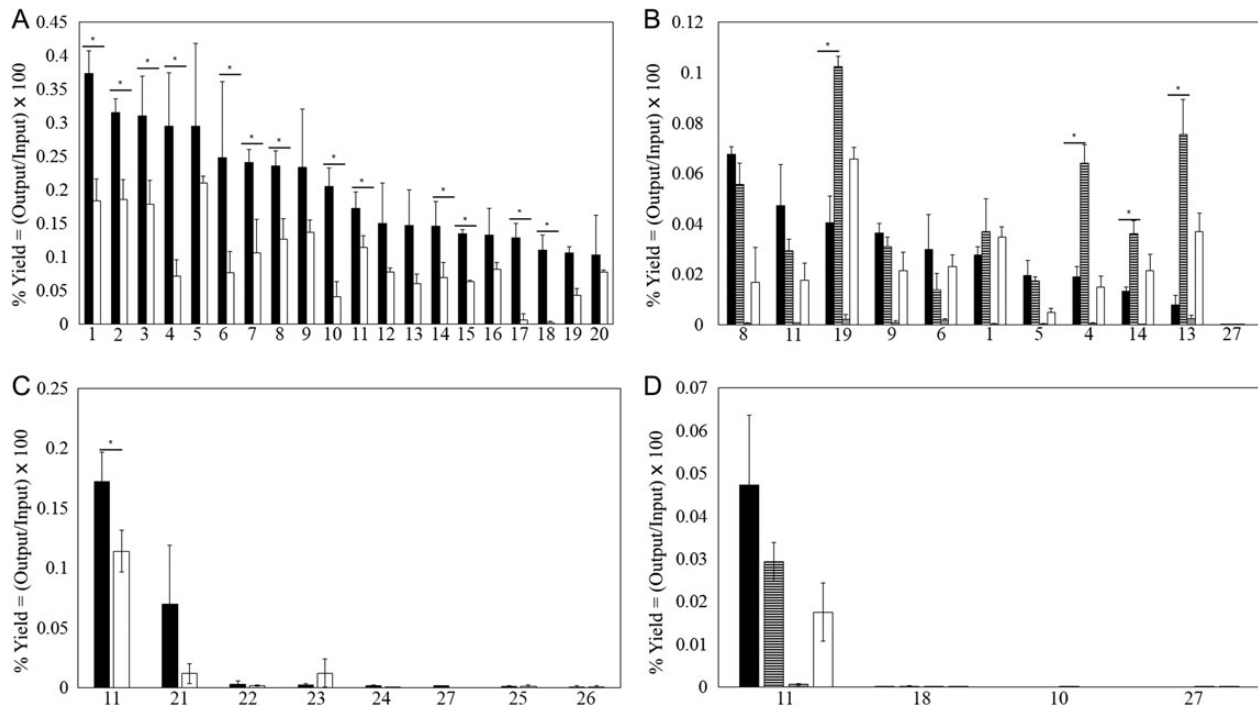 A
% Yield = (Output/Input) x 100
0.45
0.4
0.35
0.3
0.25
0.2
0.15
0.1
0.05
0
* * * * * * * * * * * * *
1 2 3 4 5 6 7 8 9 10 11 12 13 14 15 16 17 18 19 20
B
% Yield = (Output/Input) x 100
0.12
0.1
0.08
0.06
0.04
0.02
0
* * * *
8 11 19 9 6 1 5 4 14 13 27
C
% Yield = (Output/Input) x 100
0.25
0.2
0.15
0.1
0.05
0
*
11 21 22 23 24 27 25 26
D
% Yield = (Output/Input) x 100
0.07
0.06
0.05
0.04
0.03
0.02
0.01
0
11 18 10 27